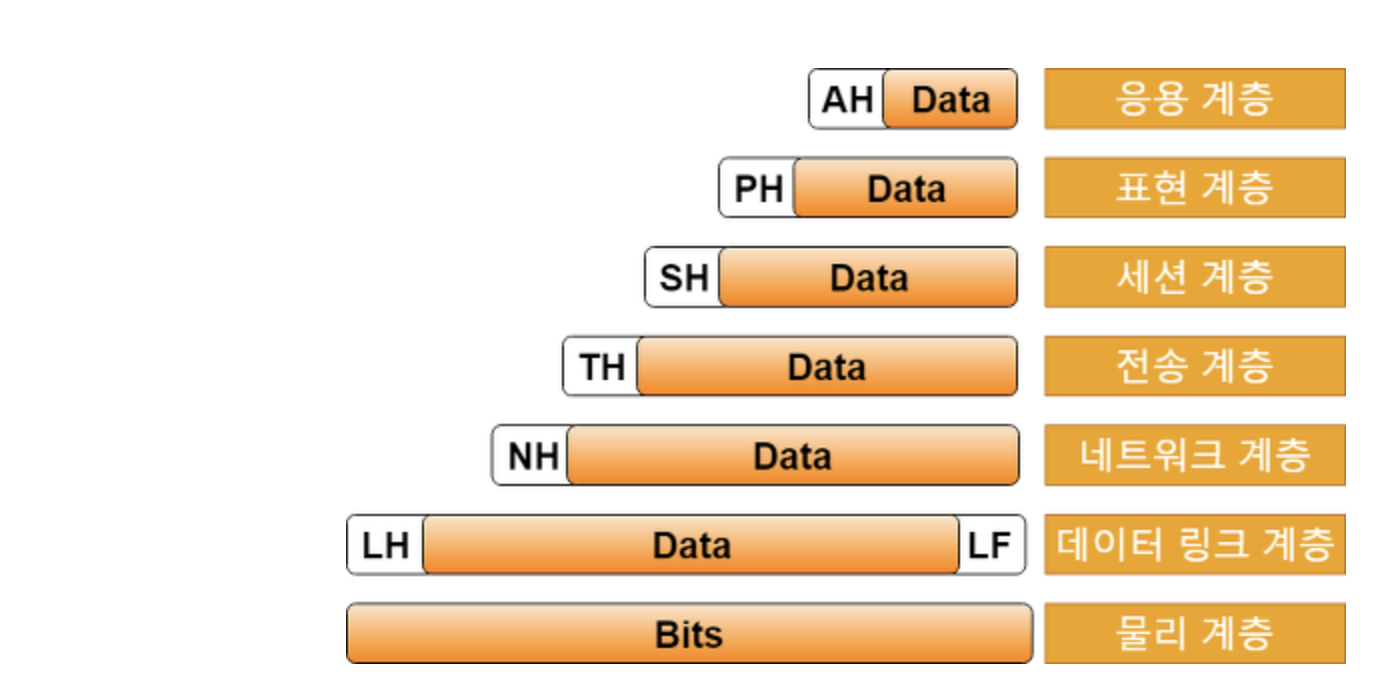 AH Data 응용 계층
PH Data 표현 계층
SH Data 세션 계층
TH Data 전송 계층
NH Data 네트워크 계층
LH Data LF 데이터 링크 계층
Bits 물리 계층